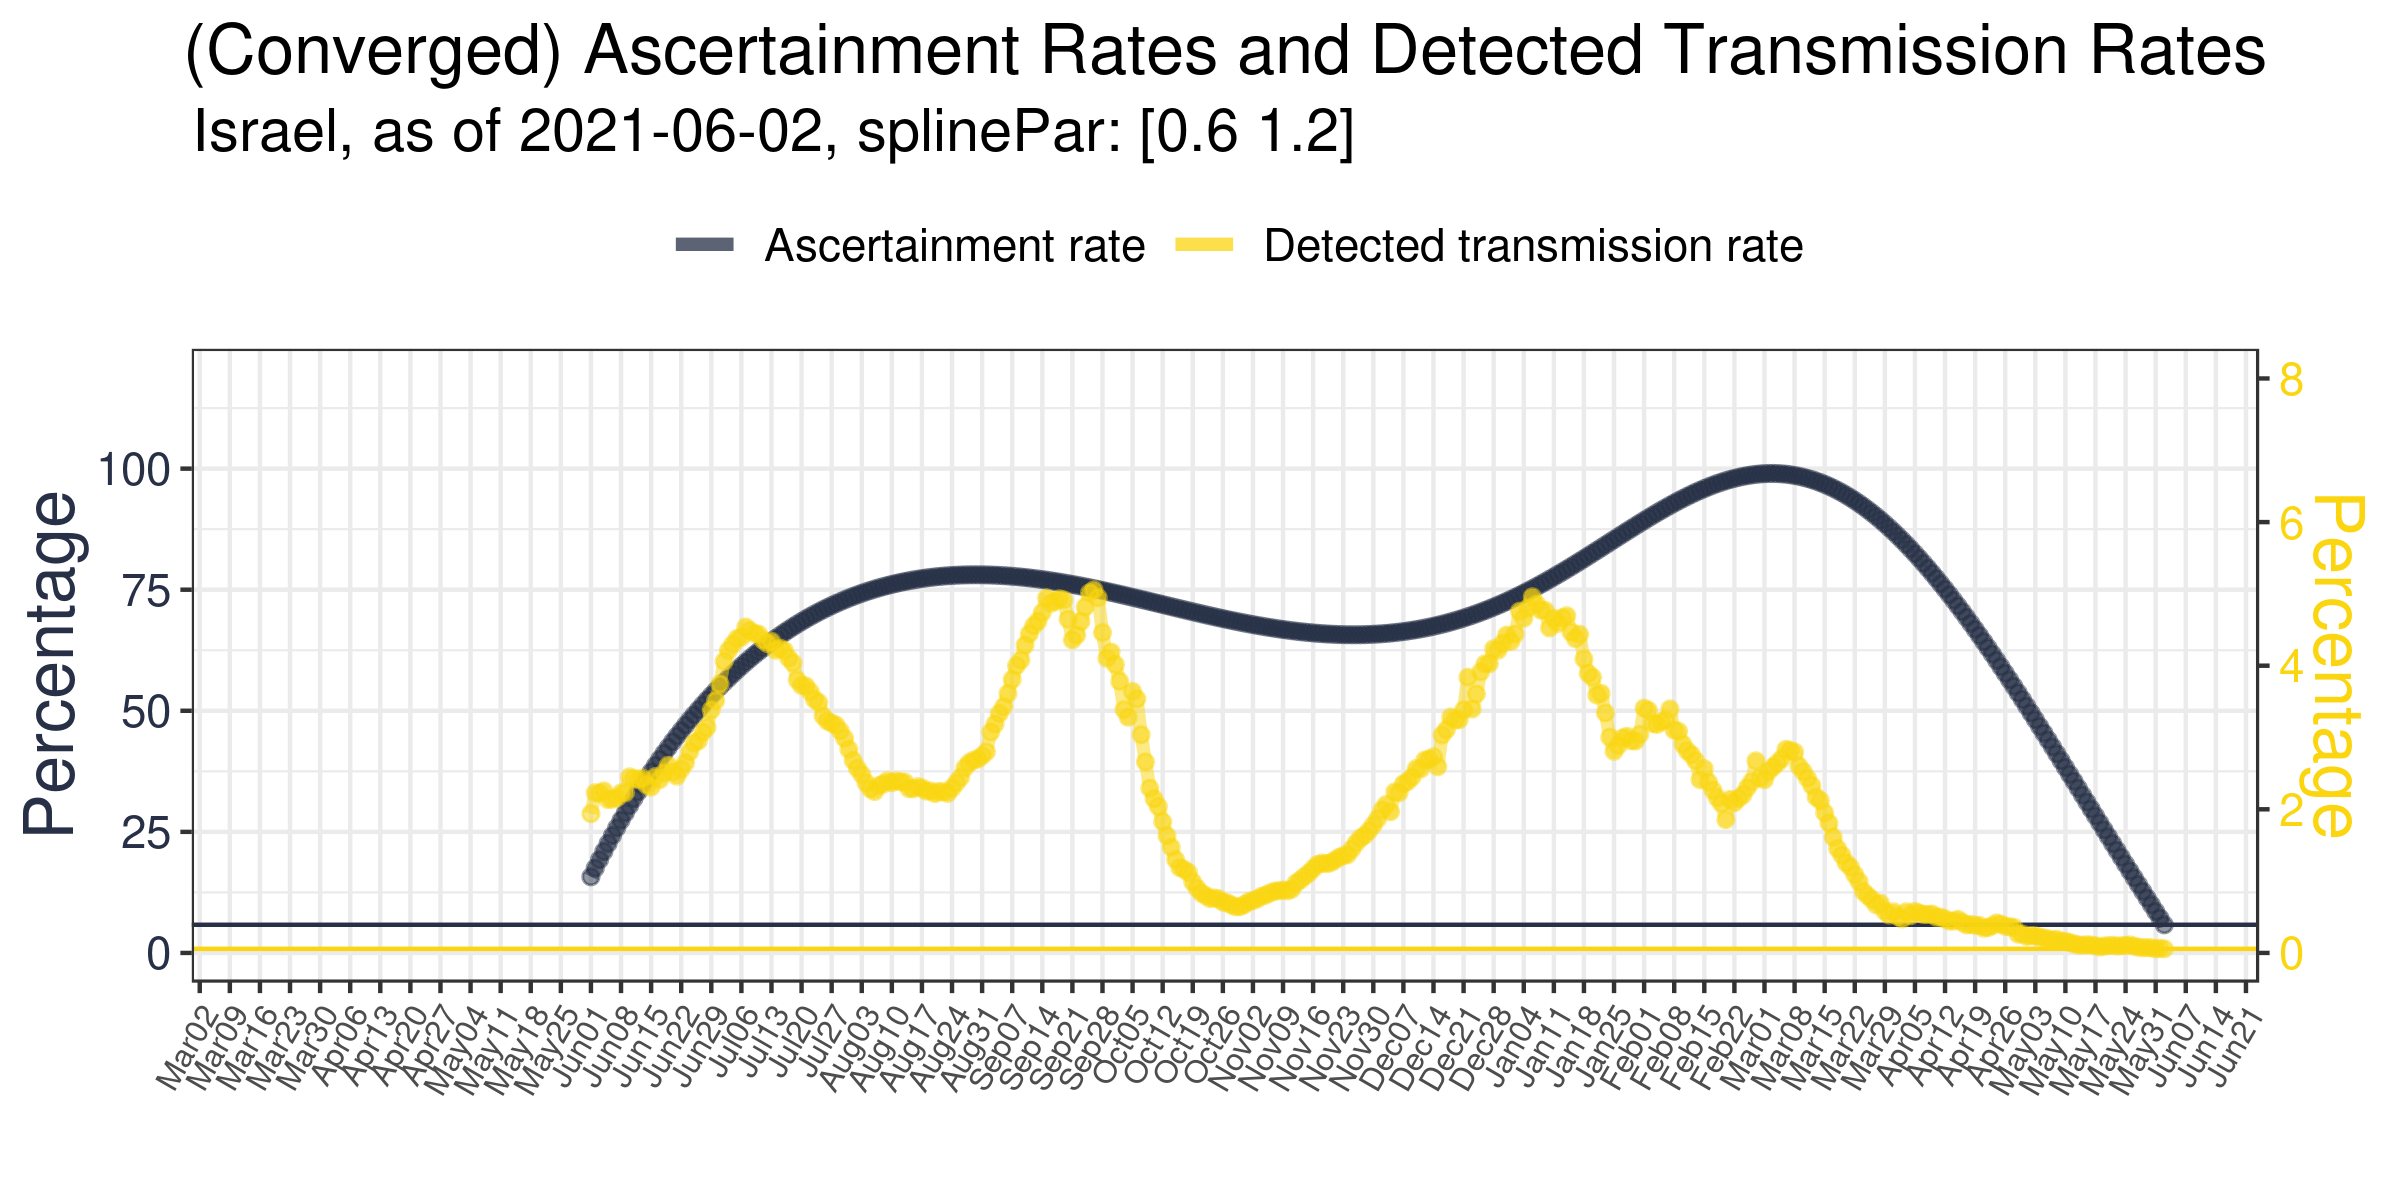 (Converged) Ascertainment Rates and Detected Transmission Rates
Israel, as of 2021-06-02, splinePar: [0.6 1.2]
Ascertainment rate
Detected transmission rate
Percentage
100
75
50
25
0
8
6
4
2
0
Percentage
Mar02
Mar09
Mar16
Mar23
Mar30
Apr06
Apr13
Apr20
Apr27
May04
May11
May18
May25
Jun01
Jun08
Jun15
Jun22
Jun29
Jul06
Jul13
Jul20
Jul27
Aug03
Aug10
Aug17
Aug24
Aug31
Sep07
Sep14
Sep21
Sep28
Oct05
Oct12
Oct19
Oct26
Nov02
Nov09
Nov16
Nov23
Nov30
Dec07
Dec14
Dec21
Dec28
Jan04
Jan11
Jan18
Jan25
Feb01
Feb08
Feb15
Feb22
Mar01
Mar08
Mar15
Mar22
Mar29
Apr05
Apr12
Apr19
Apr26
May03
May10
May17
May24
May31
Jun07
Jun14
Jun21